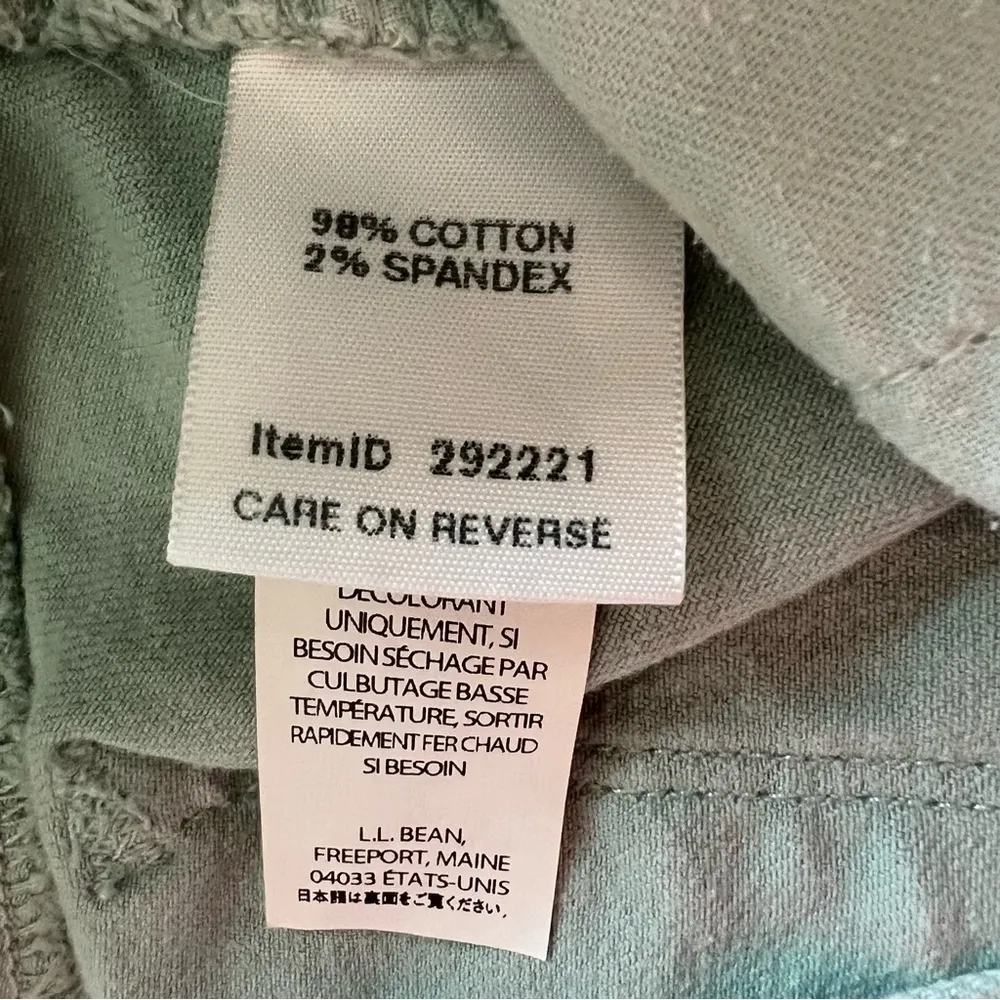 98% COTTON
2% SPANDEX
ItemID 292221
CARE ON REVERSE
DÉCOLORANT
UNIQUEMENT, SI
BESOIN SÉCHAGE PAR
CULBUTAGE BASSE
TEMPÉRATURE, SORTIR
RAPIDEMENT FER CHAUD
SI BESOIN
L.L. BEAN,
FREEPORT, MAINE
04033 ÉTATS-UNIS
日本語は裏面をご覧ください。